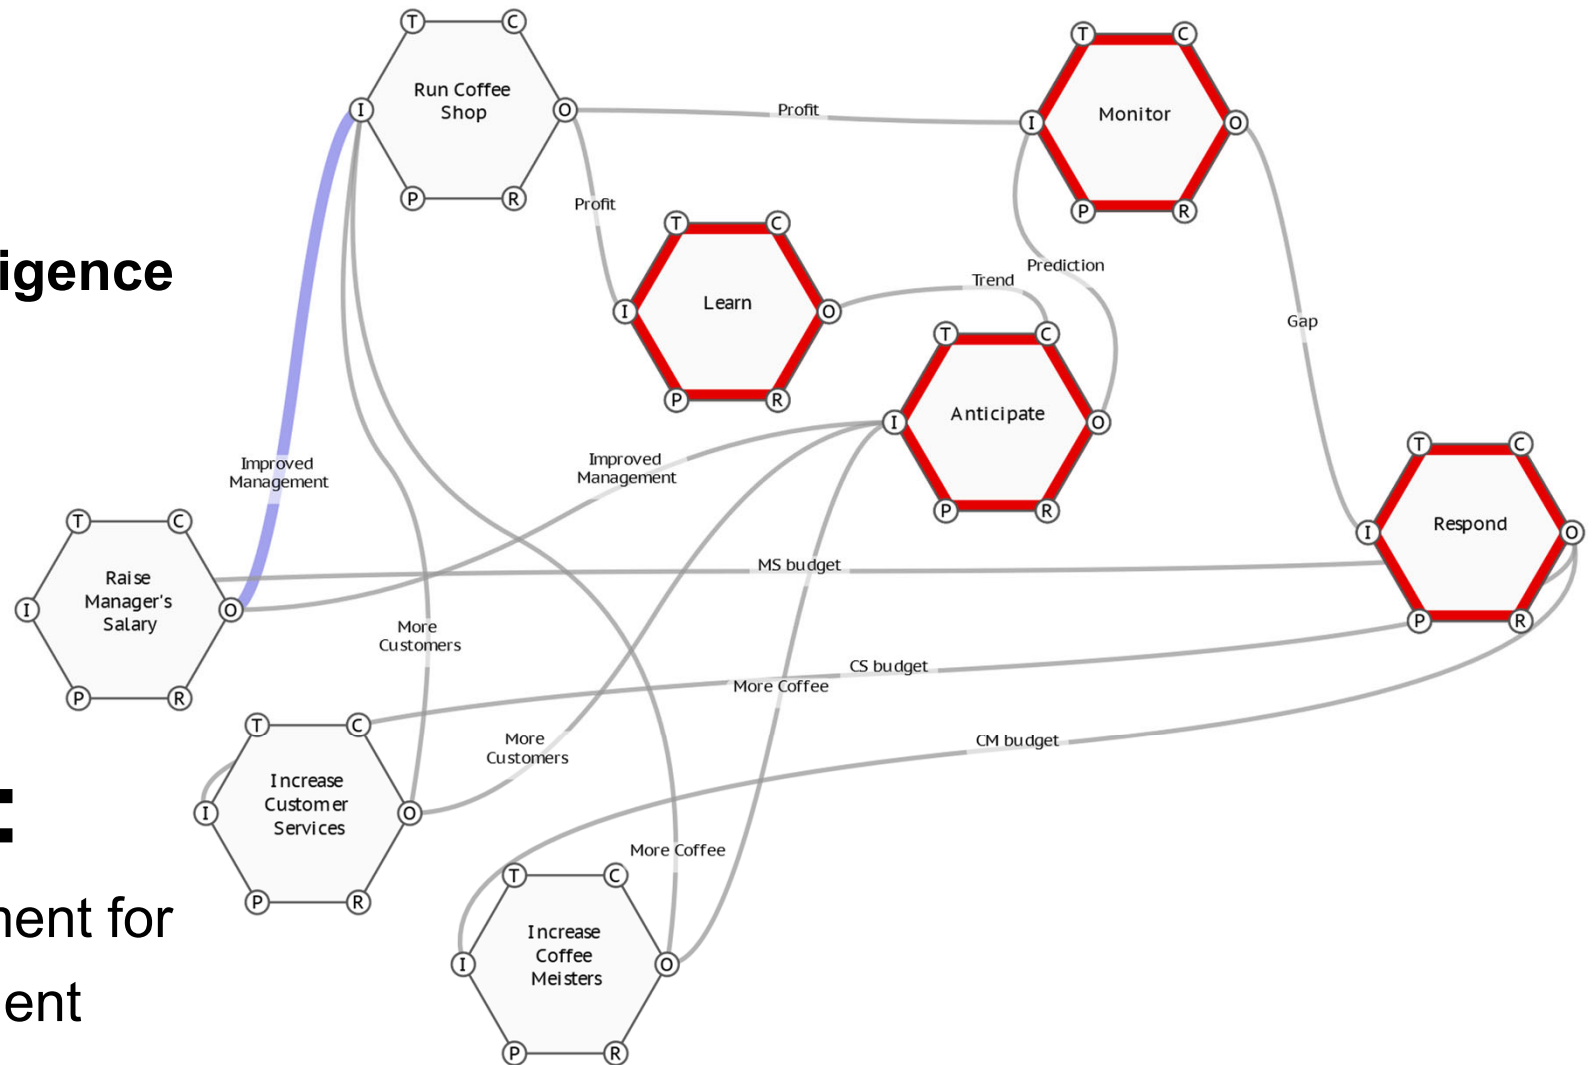 T
C
Run Coffee
Shop
I
O
P
R
Profit
T
C
Monitor
I
O
P
R
Profit
T
C
Learn
I
O
P
R
igence
Prediction
Trend
Gap
T
C
Anticipate
I
O
P
R
Improved
Management
Improved
Management
T
C
Respond
I
O
P
R
T
C
Raise
Manager's
Salary
I
O
P
R
MS budget
More
Customers
CS budget
More Coffee
CM budget
More
Customers
T
C
Increase
Customer
Services
I
O
P
R
:
More Coffee
T
C
Increase
Coffee
Meisters
I
O
P
R
ment for
ent